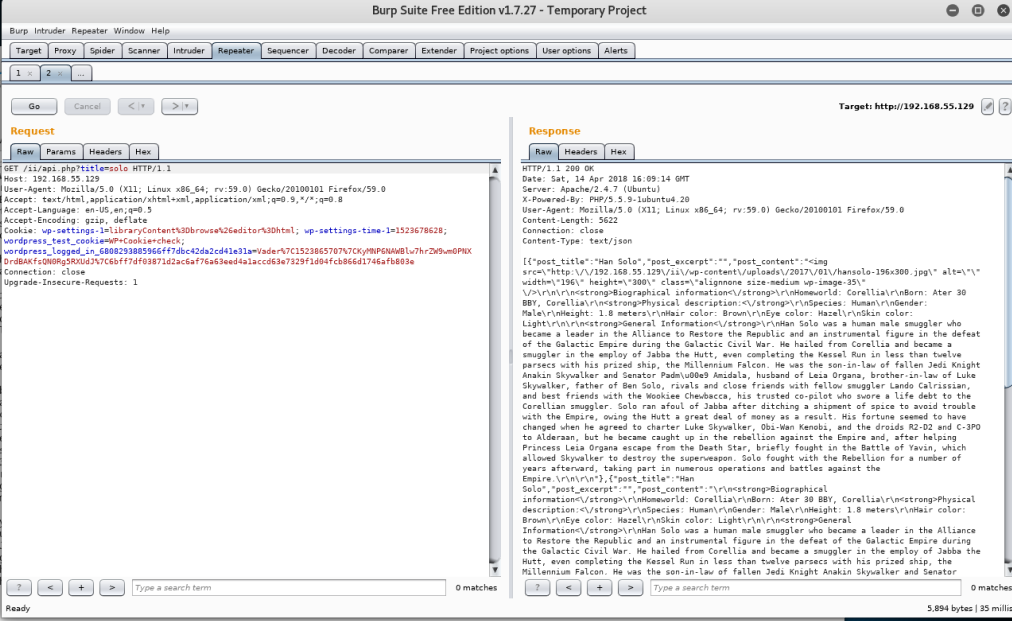 Burp Suite Free Edition v1.7.27 - Temporary Project
Burp Intruder Repeater Window Help
Target Proxy Spider Scanner Intruder Repeater Sequencer Decoder Comparer Extender Project options User options Alerts
1 × 2 × ...
Go Cancel < | ▾ > | ▾ Target: http://192.168.55.129 ?
Request
Raw Params Headers Hex
GET /ii/api.php?title=solo HTTP/1.1
Host: 192.168.55.129
User-Agent: Mozilla/5.0 (X11; Linux x86_64; rv:59.0) Gecko/20100101 Firefox/59.0
Accept: text/html,application/xhtml+xml,application/xml;q=0.9,*/*;q=0.8
Accept-Language: en-US,en;q=0.5
Accept-Encoding: gzip, deflate
Cookie: wp-settings-1=libraryContent%3Dbrowse%26editor%3Dhtml; wp-settings-time-1=1523678628;
wordpress_test_cookie=WP+Cookie+check;
Connection: close
Upgrade-Insecure-Requests: 1
? < + > Type a search term 0 matches
Response
Raw Headers Hex
HTTP/1.1 200 OK
Date: Sat, 14 Apr 2018 16:09:14 GMT
Server: Apache/2.4.7 (Ubuntu)
X-Powered-By: PHP/5.5.9-1ubuntu4.20
User-Agent: Mozilla/5.0 (X11; Linux x86_64; rv:59.0) Gecko/20100101 Firefox/59.0
Content-Length: 5622
Connection: close
Content-Type: text/json
[{"post_title":"Han Solo","post_excerpt":"","post_content":"<img
src=\"http:\/\/192.168.55.129\/ii\/wp-content\/uploads\/2017\/01\/hansolo-196x300.jpg\" alt=\"\"
width=\"196\" height=\"300\" class=\"alignnone size-medium wp-image-35\"
\/>\r\n\r\n<strong>Biographical information<\/strong>\r\nHomeworld: Corellia\r\nBorn: Ater 30
BBY, Corellia\r\n<strong>Physical description:<\/strong>\r\nSpecies: Human\r\nGender:
Male\r\nHeight: 1.8 meters\r\nHair color: Brown\r\nEye color: Hazel\r\nSkin color:
Light\r\n\r\n<strong>General Information<\/strong>\r\nHan Solo was a human male smuggler who
became a leader in the Alliance to Restore the Republic and an instrumental figure in the defeat
of the Galactic Empire during the Galactic Civil War. He hailed from Corellia and became a
smuggler in the employ of Jabba the Hutt, even completing the Kessel Run in less than twelve
parsecs with his prized ship, the Millennium Falcon. He was the son-in-law of fallen Jedi Knight
Anakin Skywalker and Senator Padm\u00e9 Amidala, husband of Leia Organa, brother-in-law of Luke
Skywalker, father of Ben Solo, rivals and close friends with fellow smuggler Lando Calrissian,
and best friends with the Wookiee Chewbacca, his trusted co-pilot who swore a life debt to the
Corellian smuggler. Solo ran afoul of Jabba after ditching a shipment of spice to avoid trouble
with the Empire, owing the Hutt a great deal of money as a result. His fortune seemed to have
changed when he agreed to charter Luke Skywalker, Obi-Wan Kenobi, and the droids R2-D2 and C-3PO
to Alderaan, but he became caught up in the rebellion against the Empire and, after helping
Princess Leia Organa escape from the Death Star, briefly fought in the Battle of Yavin, which
allowed Skywalker to destroy the superweapon. Solo fought with the Rebellion for a number of
years afterward, taking part in numerous operations and battles against the
Empire.\r\n\r\n"},{"post_title":"Han
Solo","post_excerpt":"","post_content":"\r\n<strong>Biographical
information<\/strong>\r\nHomeworld: Corellia\r\nBorn: Ater 30 BBY, Corellia\r\n<strong>Physical
description:<\/strong>\r\nSpecies: Human\r\nGender: Male\r\nHeight: 1.8 meters\r\nHair color:
Brown\r\nEye color: Hazel\r\nSkin color: Light\r\n\r\n<strong>General
Information<\/strong>\r\nHan Solo was a human male smuggler who became a leader in the Alliance
to Restore the Republic and an instrumental figure in the defeat of the Galactic Empire during
the Galactic Civil War. He hailed from Corellia and became a smuggler in the employ of Jabba the
Hutt, even completing the Kessel Run in less than twelve parsecs with his prized ship, the
Millennium Falcon. He was the son-in-law of fallen Jedi Knight Anakin Skywalker and Senator
? < + > Type a search term 0 matches
Ready
5,894 bytes | 35 millis